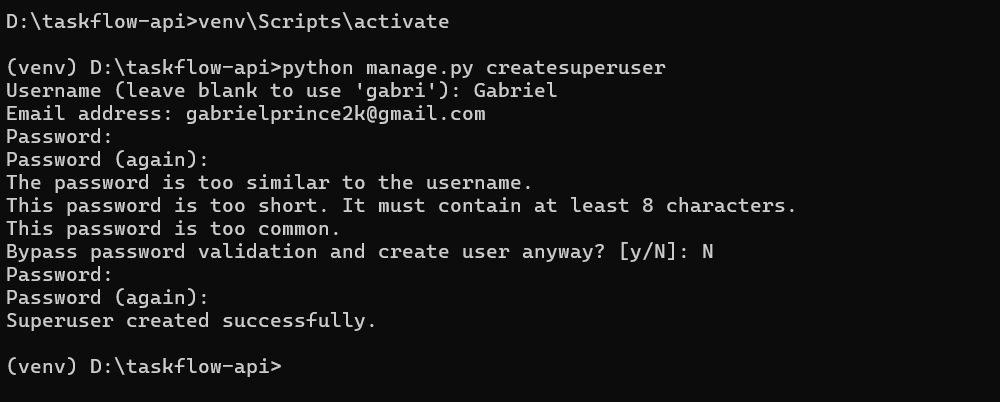 D:\taskflow-api>venv\Scripts\activate
(venv) D:\taskflow-api>python manage.py createsuperuser
Username (leave blank to use 'gabri'): Gabriel
Email address: gabrielprince2k@gmail.com
Password:
Password (again):
The password is too similar to the username.
This password is too short. It must contain at least 8 characters.
This password is too common.
Bypass password validation and create user anyway? [y/N]: N
Password:
Password (again):
Superuser created successfully.
(venv) D:\taskflow-api>